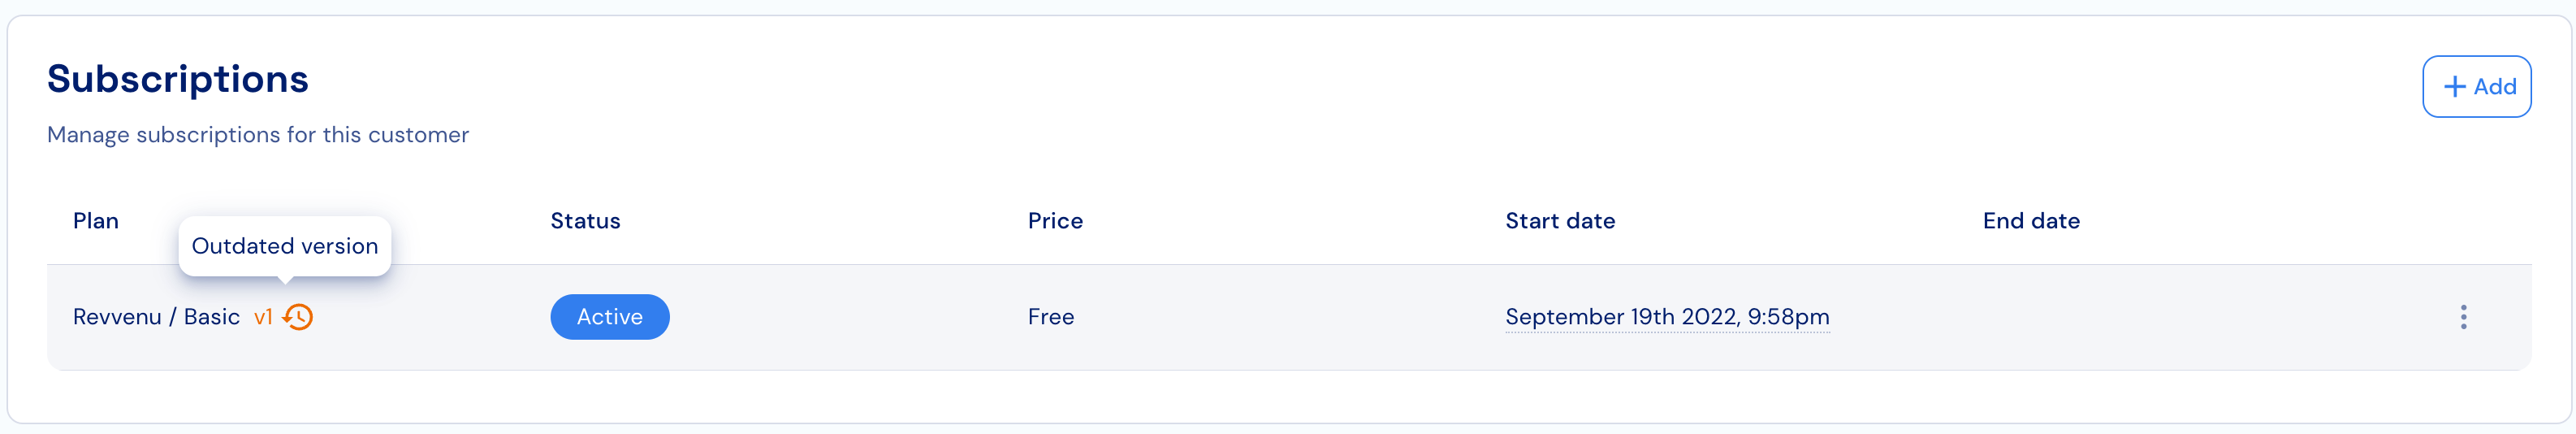 Subscriptions
+ Add
Manage subscriptions for this customer
Plan Status Price Start date End date
Outdated version
Revvenu / Basic v1 Active Free September 19th 2022, 9:58pm